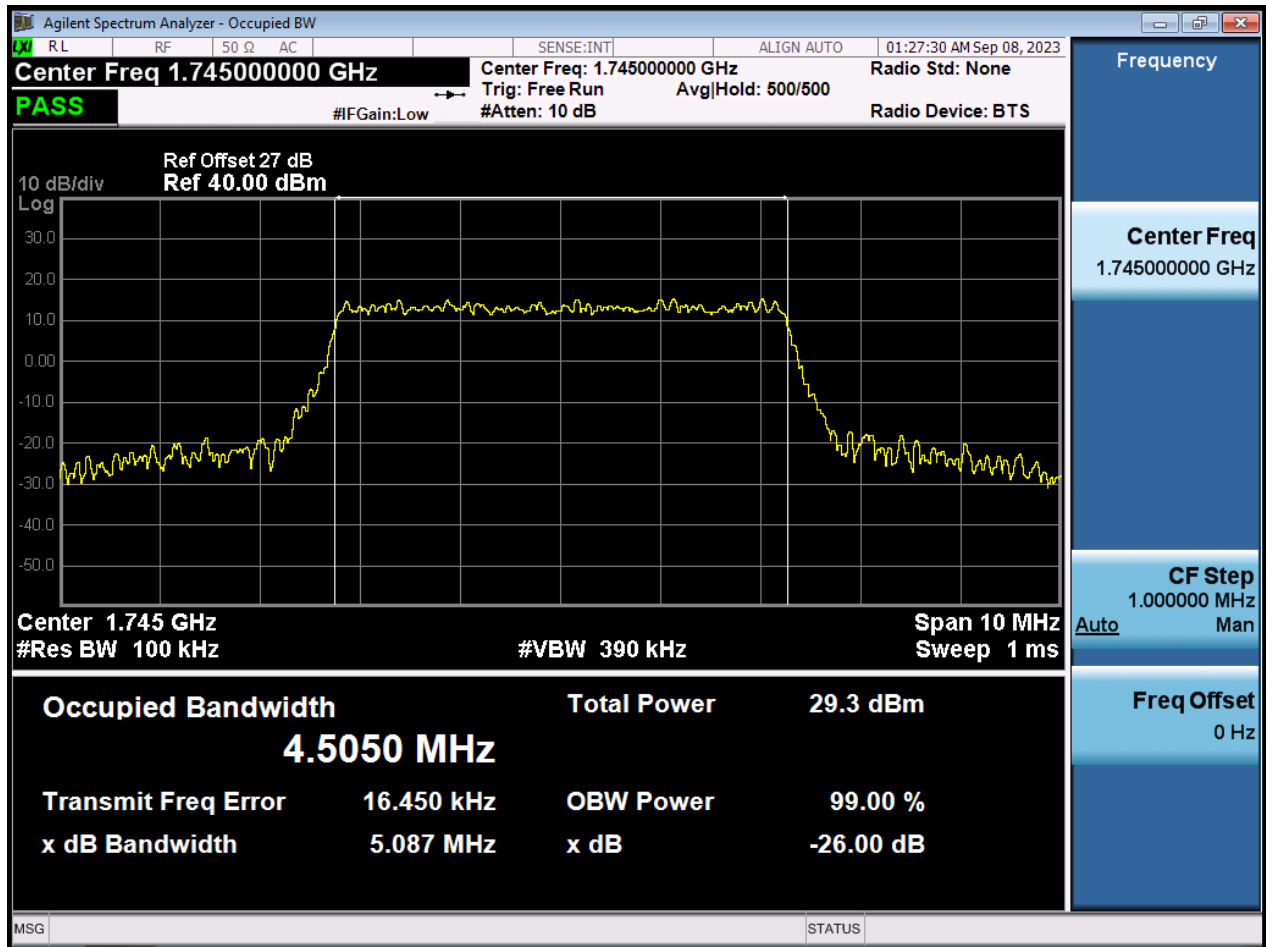 Agilent Spectrum Analyzer - Occupied BW
LXI RL RF 50 Ω AC SENSE:INT ALIGN AUTO 01:27:30 AM Sep 08, 2023
Center Freq 1.745000000 GHz
Center Freq: 1.745000000 GHz
Radio Std: None
Trig: Free Run
Avg|Hold: 500/500
PASS
#IFGain:Low
#Atten: 10 dB
Radio Device: BTS
Ref Offset 27 dB
10 dB/div
Ref 40.00 dBm
Log
30.0
20.0
10.0
0.00
-10.0
-20.0
-30.0
-40.0
-50.0
Center 1.745 GHz
Span 10 MHz
#Res BW 100 kHz
#VBW 390 kHz
Sweep 1 ms
Occupied Bandwidth
Total Power 29.3 dBm
4.5050 MHz
Transmit Freq Error 16.450 kHz
OBW Power 99.00 %
x dB Bandwidth 5.087 MHz
x dB -26.00 dB
MSG
STATUS
Frequency
Center Freq
1.745000000 GHz
CF Step
1.000000 MHz
Auto Man
Freq Offset
0 Hz